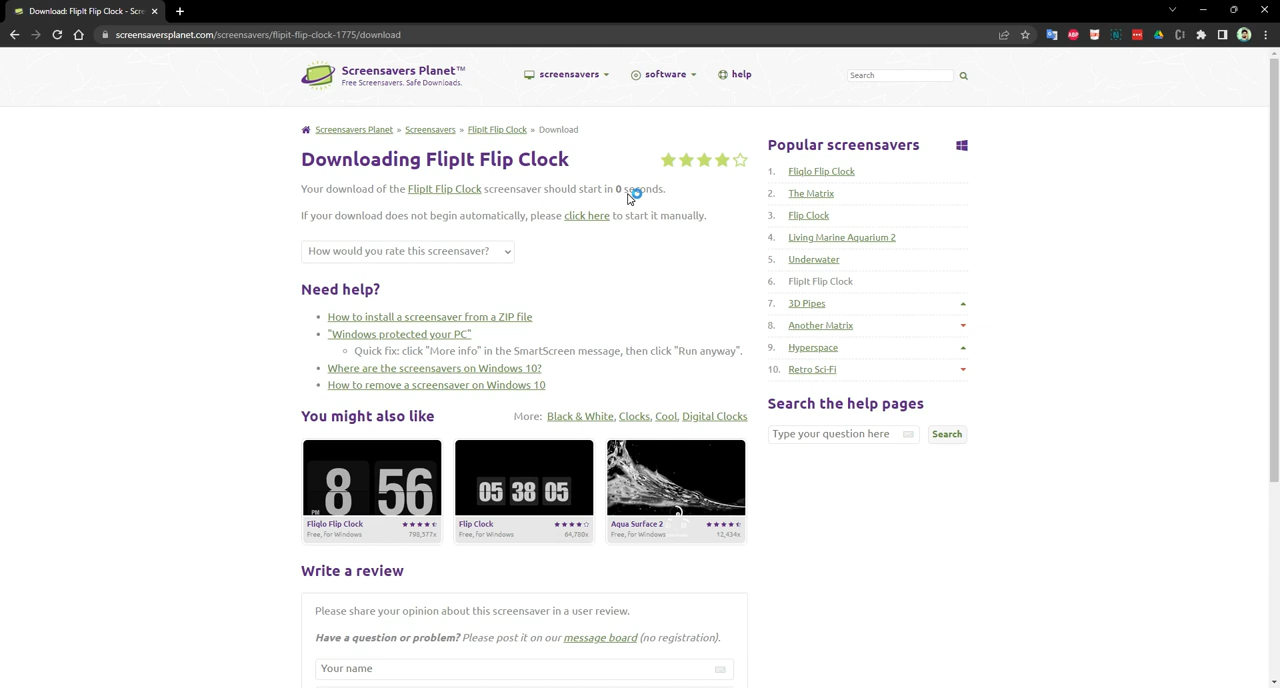 Download: FlipIt Flip Clock - Scre
screensaversplanet.com/screensavers/flipit-flip-clock-1775/download
Screensavers Planet™
Free Screensavers. Safe Downloads.
screensavers
software
help
Search
Screensavers Planet » Screensavers » FlipIt Flip Clock » Download
Downloading FlipIt Flip Clock
Your download of the FlipIt Flip Clock screensaver should start in 0 seconds.
If your download does not begin automatically, please click here to start it manually.
How would you rate this screensaver?
Need help?
How to install a screensaver from a ZIP file
"Windows protected your PC"
Quick fix: click "More info" in the SmartScreen message, then click "Run anyway".
Where are the screensavers on Windows 10?
How to remove a screensaver on Windows 10
You might also like
More: Black & White, Clocks, Cool, Digital Clocks
PM 8 56
Fliqlo Flip Clock
Free, for Windows 798,577x
05 38 05
Flip Clock
Free, for Windows 64,780x
Aqua Surface 2
Free, for Windows 12,434x
Write a review
Please share your opinion about this screensaver in a user review.
Have a question or problem? Please post it on our message board (no registration).
Your name
Popular screensavers
1. Fliqlo Flip Clock
2. The Matrix
3. Flip Clock
4. Living Marine Aquarium 2
5. Underwater
6. FlipIt Flip Clock
7. 3D Pipes
8. Another Matrix
9. Hyperspace
10. Retro Sci-Fi
Search the help pages
Type your question here
Search